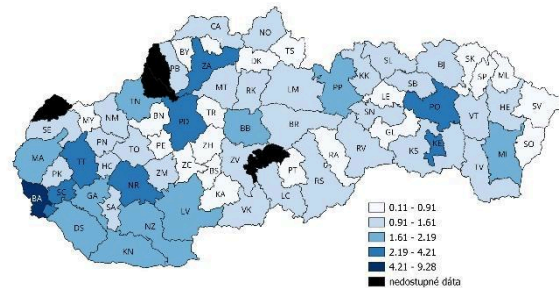 CA NO
BY TS
PB ZA DK
MT RK LM
PP KK SL BJ SK
SP ML
LE SB
PO HE SV
GL VT
SO
KE
KS
TV
MI
RV
RA
RS
BR
BB
PT
LC
VK
ZV
TN
BN
PD
TR
SE MY NM
PE
ZH
MA
PN
TO
TT
HC
ZM
ZC
BS
PK
BA SC
GA
NR
KA
SA
LV
DS
NZ
KN
0.11 - 0.91
0.91 - 1.61
1.61 - 2.19
2.19 - 4.21
4.21 - 9.28
nedostupné dáta